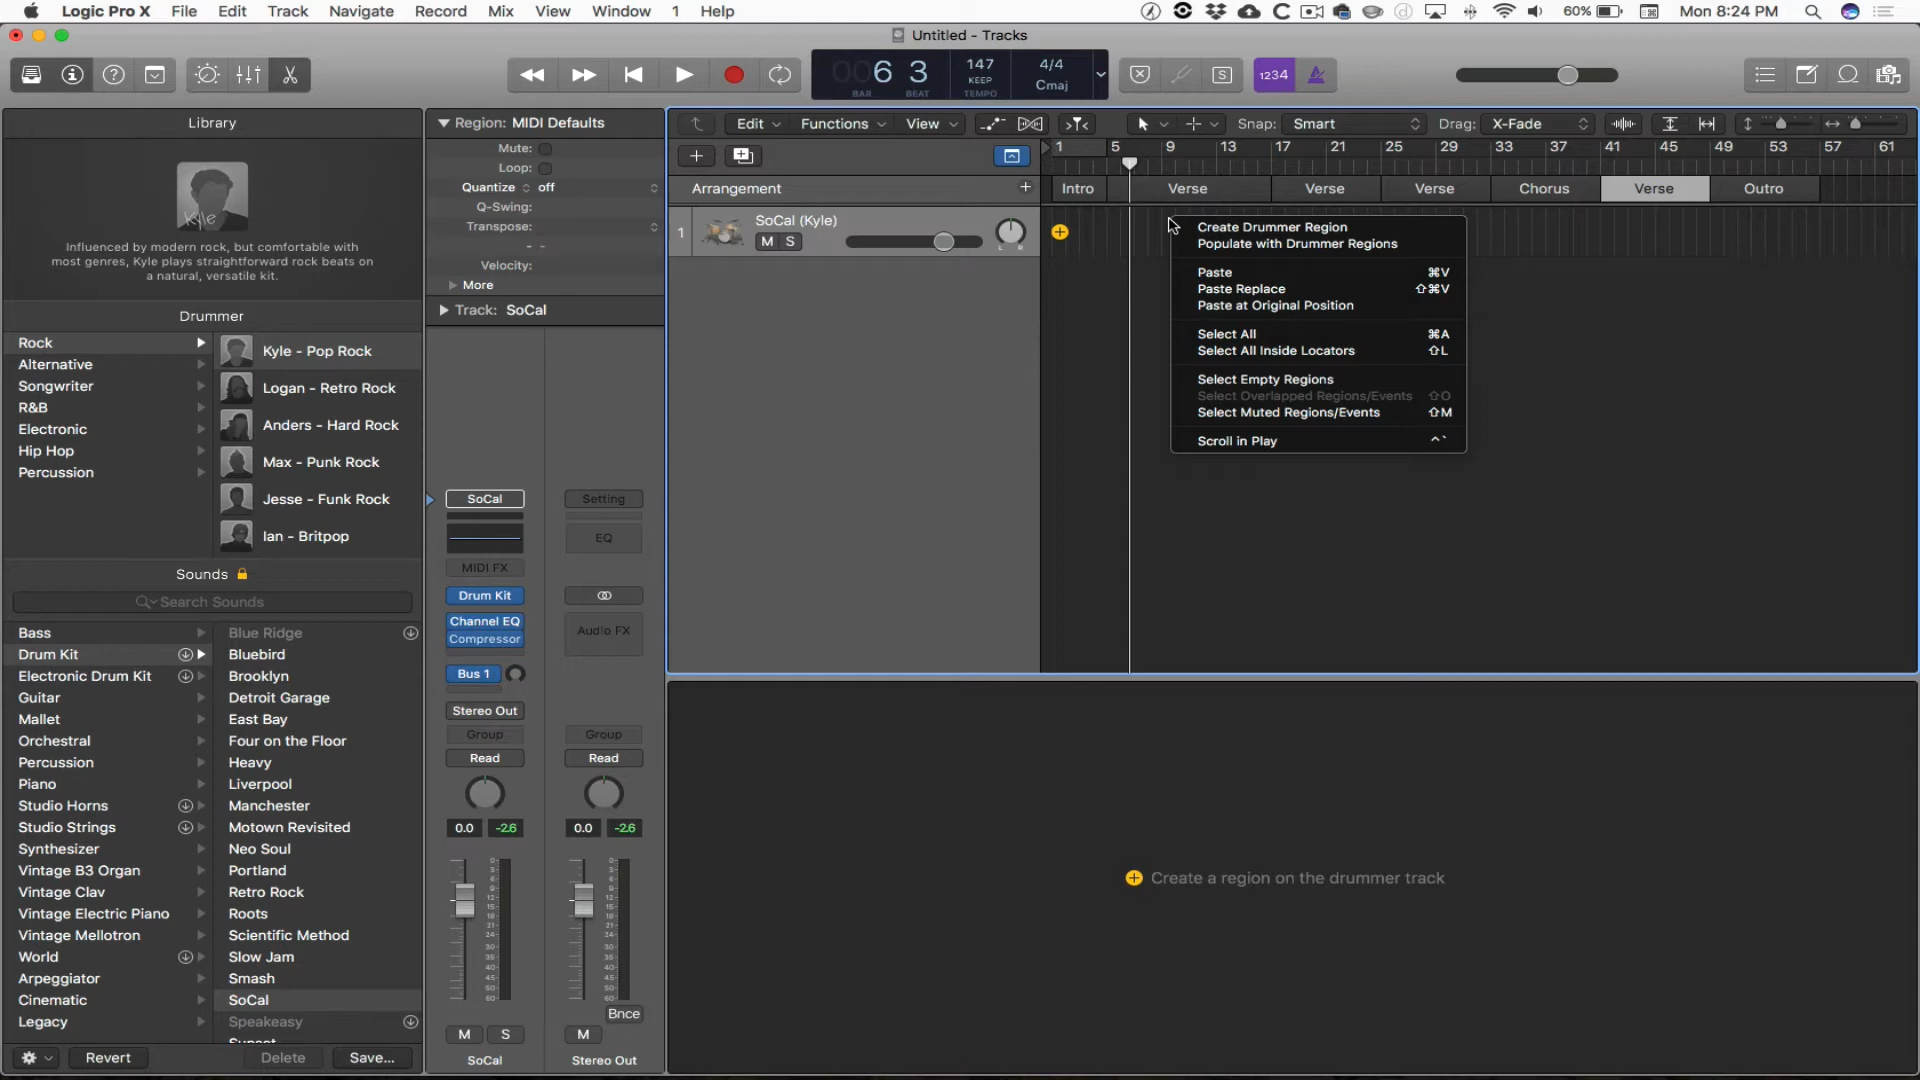 Logic Pro X File Edit Track Navigate Record Mix View Window 1 Help 60% Mon 8:24 PM
Untitled - Tracks
6 3
BAR BEAT
147
KEEP
TEMPO
4/4
Cmaj
S
1234
Library
Kyle
Influenced by modern rock, but comfortable with
most genres, Kyle plays straightforward rock beats on
a natural, versatile kit.
Drummer
Rock
Alternative
Songwriter
R&B
Electronic
Hip Hop
Percussion
Kyle - Pop Rock
Logan - Retro Rock
Anders - Hard Rock
Max - Punk Rock
Jesse - Funk Rock
Ian - Britpop
Sounds
Search Sounds
Bass
Drum Kit
Electronic Drum Kit
Guitar
Mallet
Orchestral
Percussion
Piano
Studio Horns
Studio Strings
Synthesizer
Vintage B3 Organ
Vintage Clav
Vintage Electric Piano
Vintage Mellotron
World
Arpeggiator
Cinematic
Legacy
Blue Ridge
Bluebird
Brooklyn
Detroit Garage
East Bay
Four on the Floor
Heavy
Liverpool
Manchester
Motown Revisited
Neo Soul
Portland
Retro Rock
Roots
Scientific Method
Slow Jam
Smash
SoCal
Speakeasy
Revert Delete Save...
Region: MIDI Defaults
Mute:
Loop:
Quantize off
Q-Swing:
Transpose:
Velocity:
More
Track: SoCal
SoCal Setting
EQ
MIDI FX
Drum Kit
Channel EQ
Compressor
Audio FX
Bus 1
Stereo Out
Group Group
Read Read
0.0 -2.6 0.0 -2.6
Bnce
M S M
SoCal Stereo Out
Edit Functions View Snap: Smart Drag: X-Fade
1 5 9 13 17 21 25 29 33 37 41 45 49 53 57 61
Arrangement
Intro Verse Verse Verse Chorus Verse Outro
1 SoCal (Kyle)
M S L R
Create Drummer Region
Populate with Drummer Regions
Paste ⌘V
Paste Replace ⇧⌘V
Paste at Original Position
Select All ⌘A
Select All Inside Locators ⇧L
Select Empty Regions
Select Overlapped Regions/Events ⇧O
Select Muted Regions/Events ⇧M
Scroll in Play ⌃`
Create a region on the drummer track